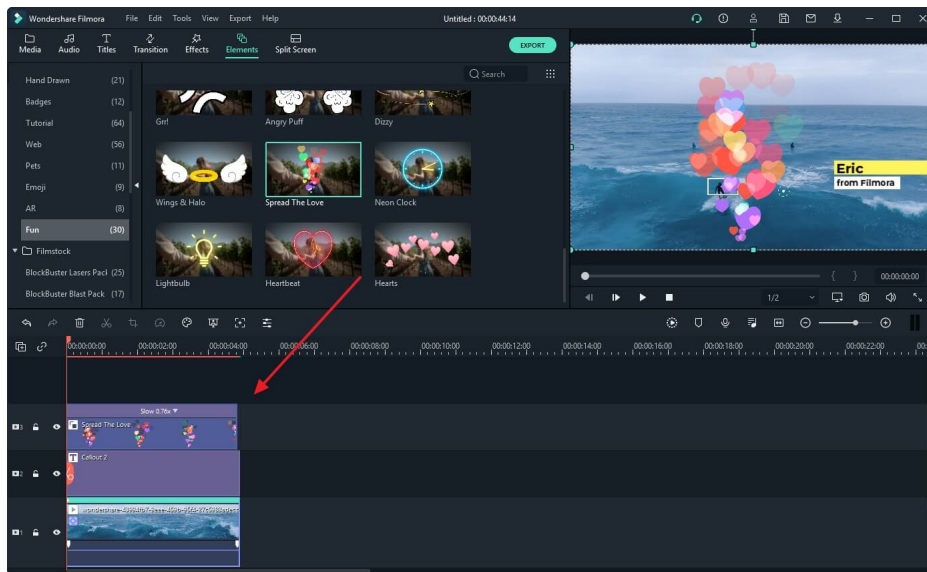 Wondershare Filmora File Edit Tools View Export Help Untitled : 00:00:44:14
Media Audio Titles Transition Effects Elements Split Screen EXPORT
Search
Hand Drawn (21)
Badges (12)
Tutorial (64)
Web (56)
Pets (11)
Emoji (9)
AR (8)
Fun (30)
Filmstock
BlockBuster Lasers Pack (25)
BlockBuster Blast Pack (17)
Grr! Angry Puff Dizzy
Wings & Halo Spread The Love Neon Clock
Lightbulb Heartbeat Hearts
Eric
from Filmora
{ } 00:00:00:00
1/2
00:00:00:00 00:00:02:00 00:00:04:00 00:00:06:00 00:00:08:00 00:00:10:00 00:00:12:00 00:00:14:00 00:00:16:00 00:00:18:00 00:00:20:00 00:00:22:00 00:
Slow 0.76x
3 Spread The Love
T Callout 2
2
1